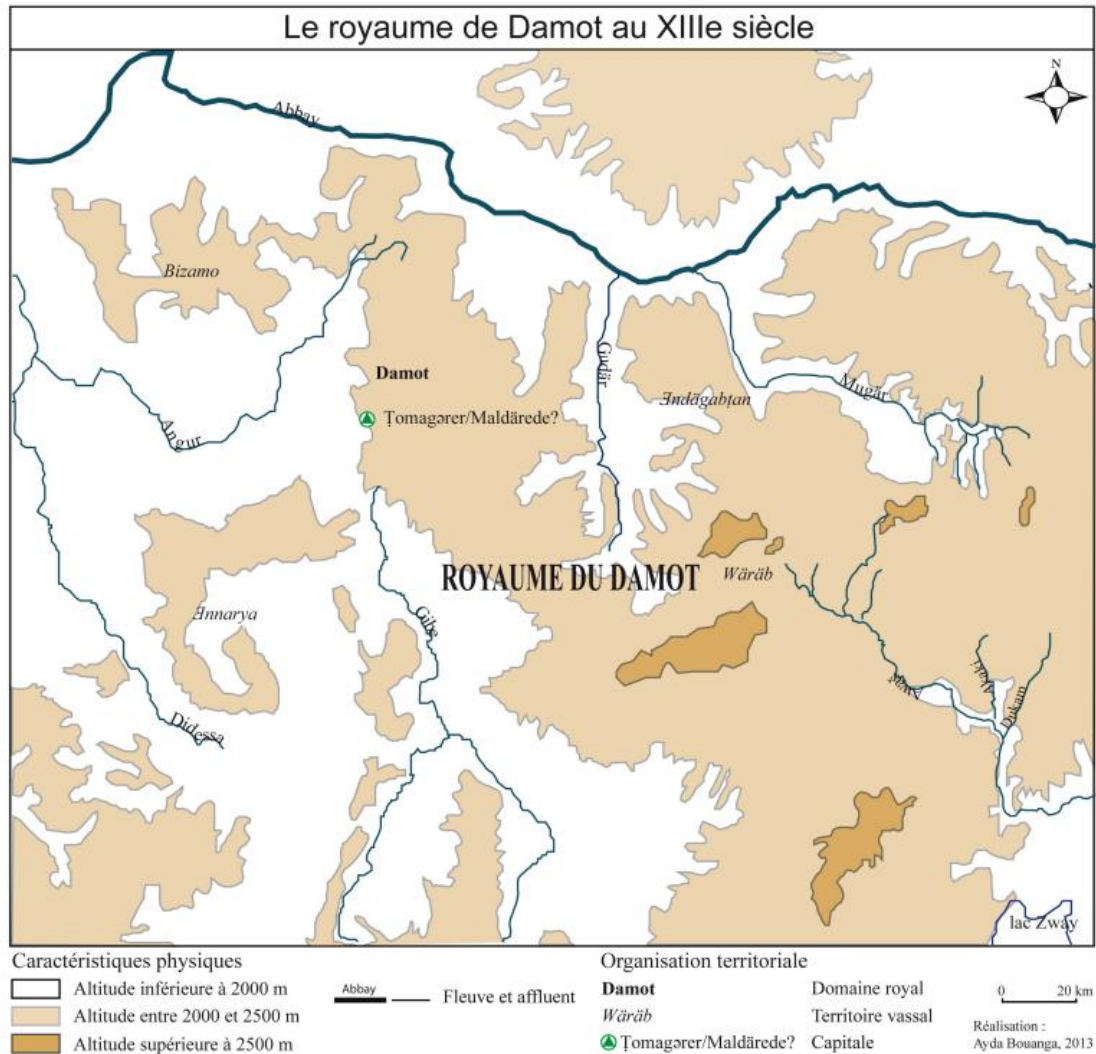 Le royaume de Damot au XIIIe siècle
N
Abbay
Bizamo
Damot
Ṭomagərer/Maldärede?
Angur
Gudär
Ǝndägabṭan
Mugär
ROYAUME DU DAMOT
Wäräb
Ǝnnarya
Gibe
Didessa
Awaš
Akaki
Dukam
lac Zway
Caractéristiques physiques
Altitude inférieure à 2000 m
Altitude entre 2000 et 2500 m
Altitude supérieure à 2500 m
Abbay
Fleuve et affluent
Organisation territoriale
Damot Domaine royal
Wäräb Territoire vassal
Ṭomagərer/Maldärede? Capitale
0 20 km
Réalisation :
Ayda Bouanga, 2013